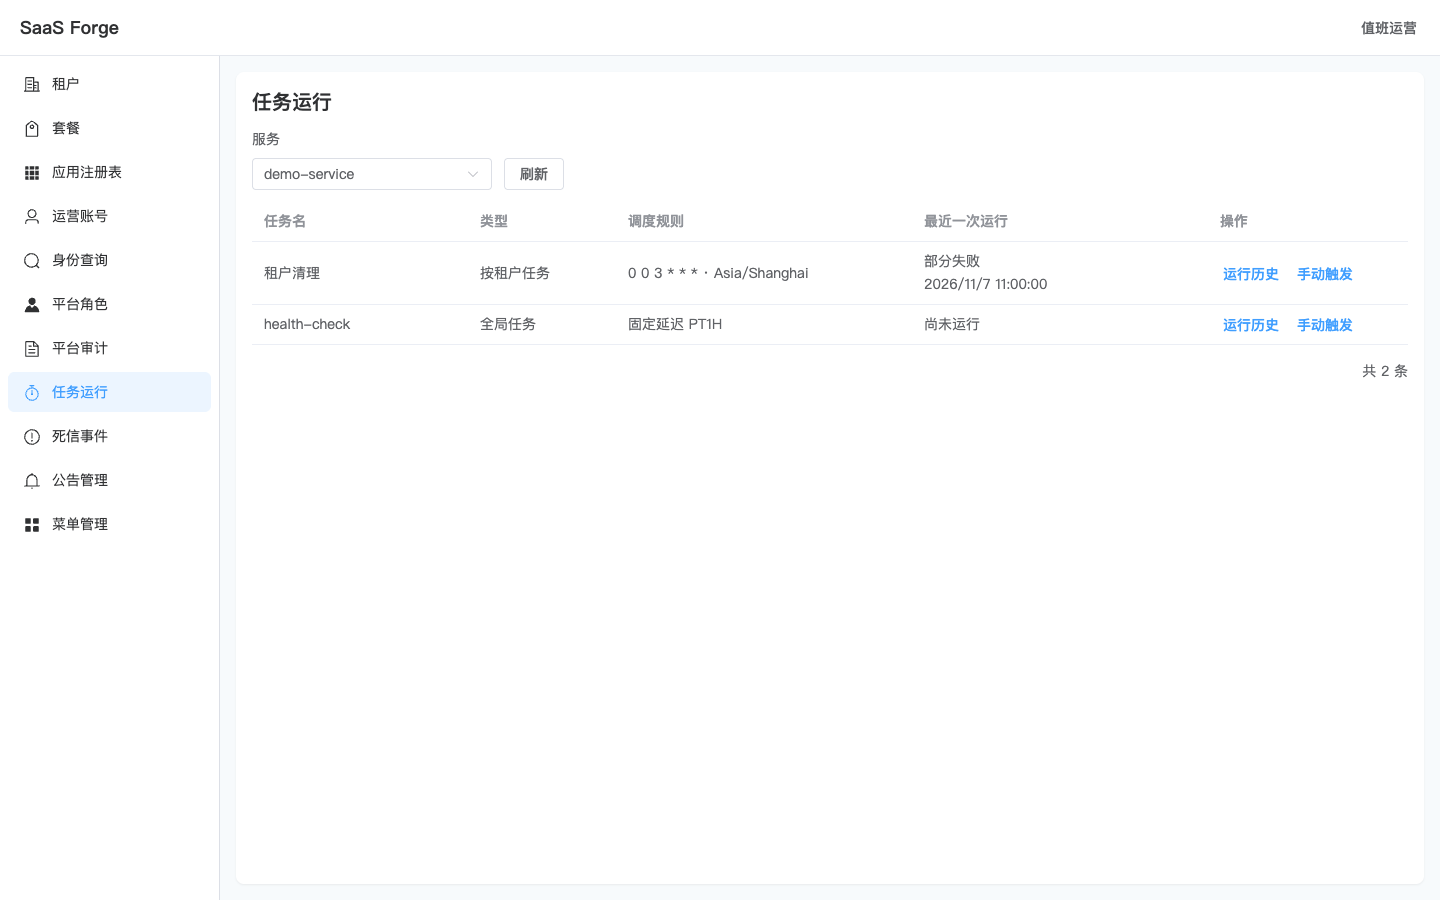 SaaS Forge
值班运营
租户
套餐
应用注册表
运营账号
身份查询
平台角色
平台审计
任务运行
死信事件
公告管理
菜单管理
任务运行
服务
demo-service
刷新
任务名 类型 调度规则 最近一次运行 操作
租户清理 按租户任务 0 0 3 * * * · Asia/Shanghai 部分失败 2026/11/7 11:00:00 运行历史 手动触发
health-check 全局任务 固定延迟 PT1H 尚未运行 运行历史 手动触发
共 2 条